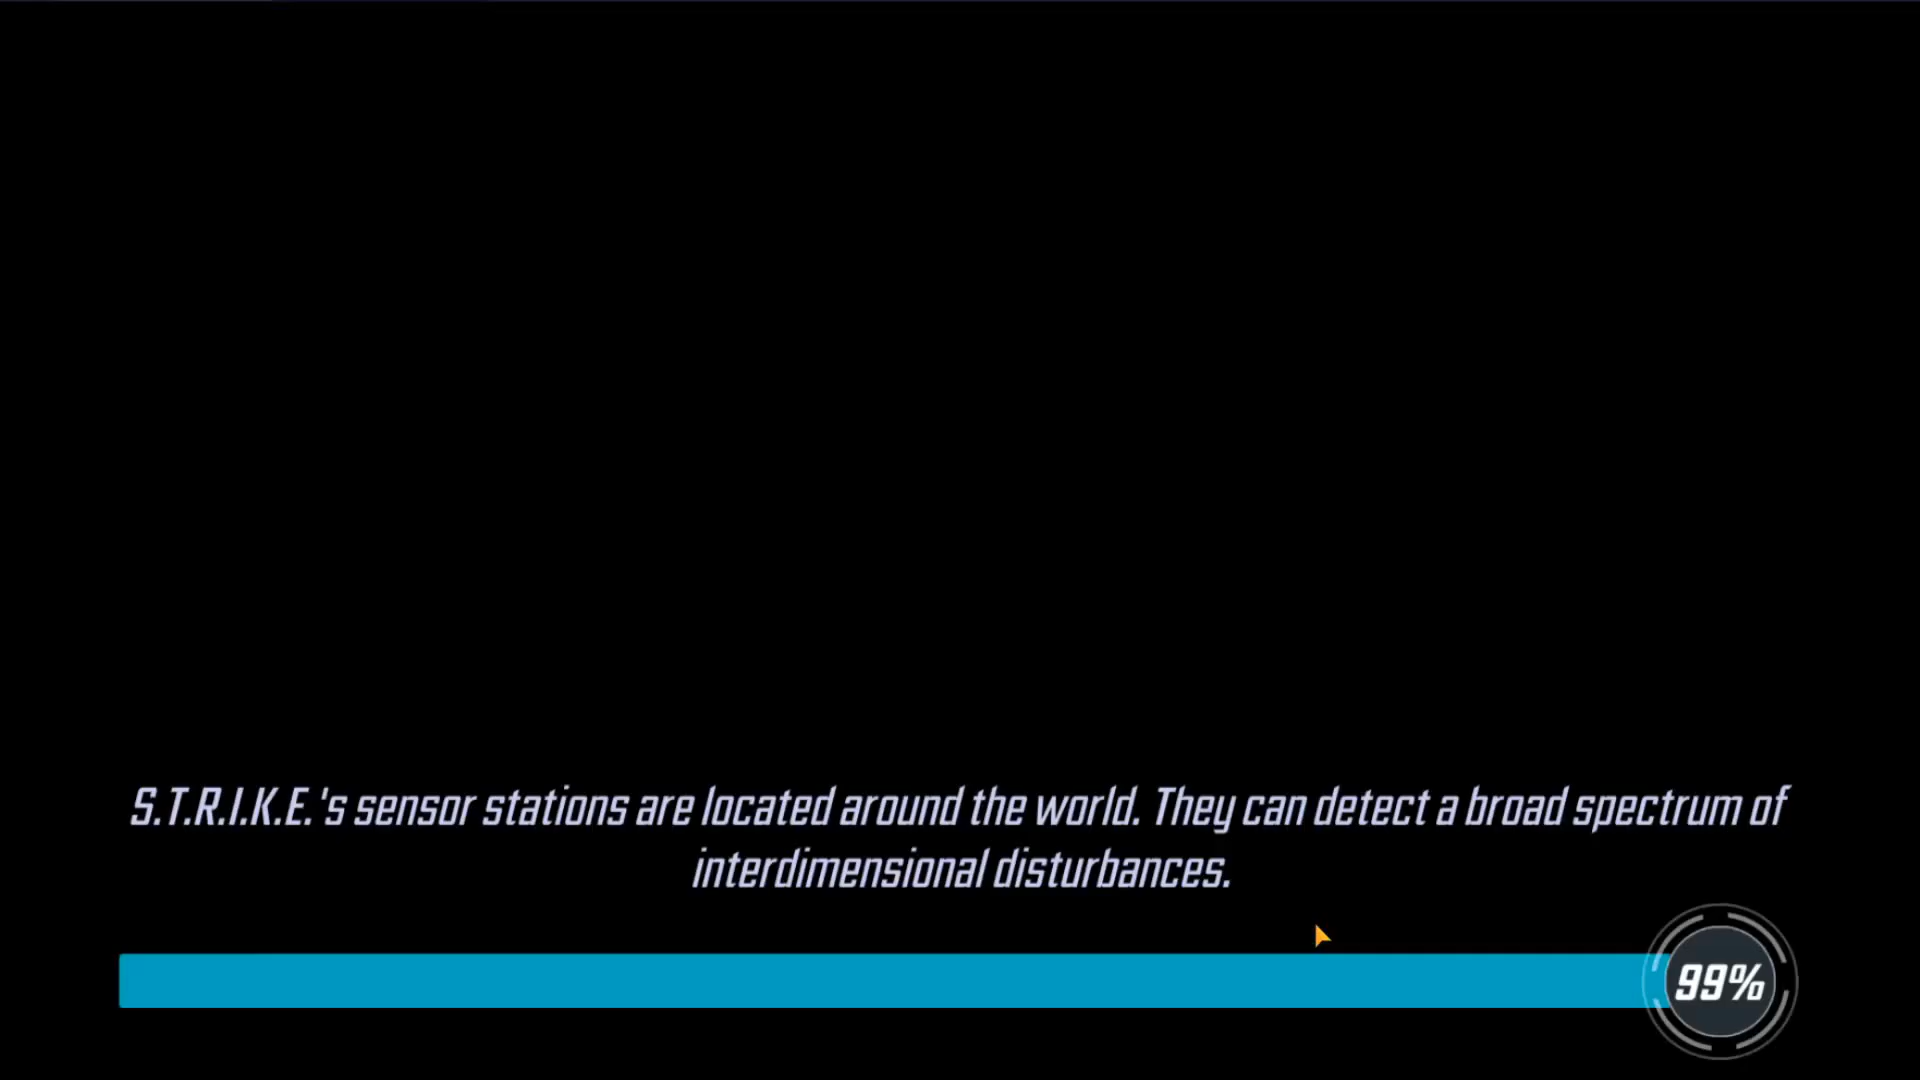 S.T.R.I.K.E.'s sensor stations are located around the world. They can detect a broad spectrum of
interdimensional disturbances.
99%